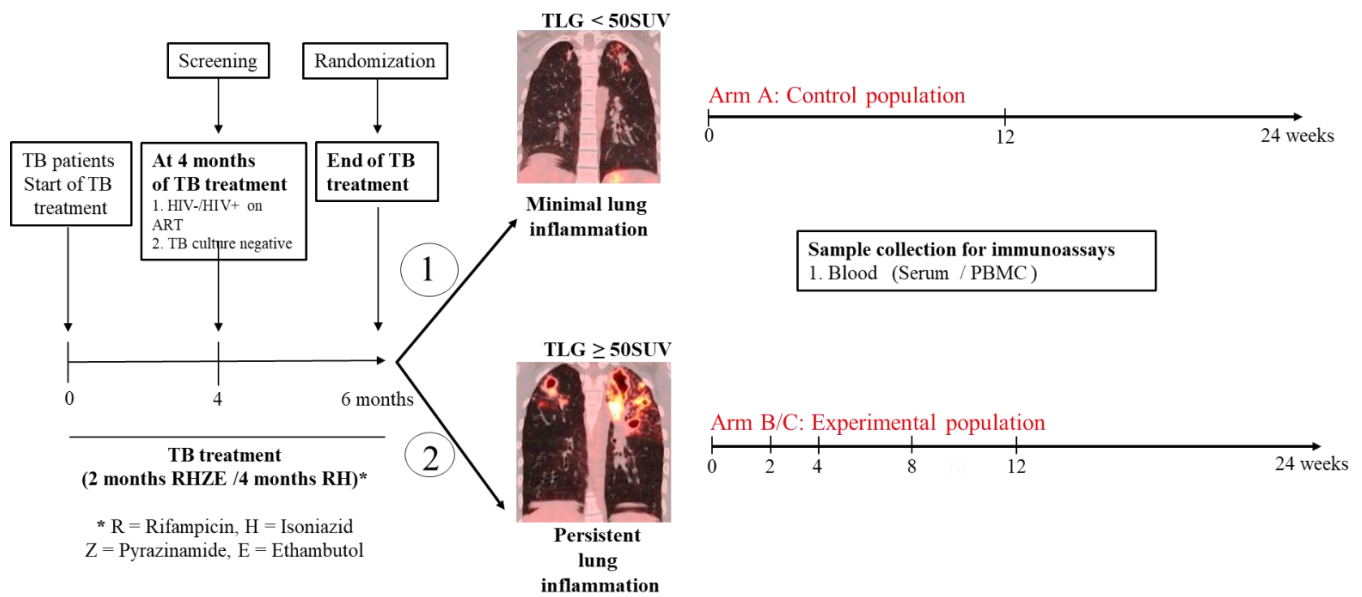 Screening
Randomization
TB patients
Start of TB
treatment
At 4 months
of TB treatment
1. HIV-/HIV+ on
ART
2. TB culture negative
End of TB
treatment
0
4
6 months
TB treatment
(2 months RHZE /4 months RH)*
* R = Rifampicin, H = Isoniazid
Z = Pyrazinamide, E = Ethambutol
1
2
TLG < 50SUV
Minimal lung
inflammation
TLG ≥ 50SUV
Persistent
lung
inflammation
Arm A: Control population
0
12
24 weeks
Sample collection for immunoassays
1. Blood (Serum / PBMC)
Arm B/C: Experimental population
0
2
4
8
12
24 weeks